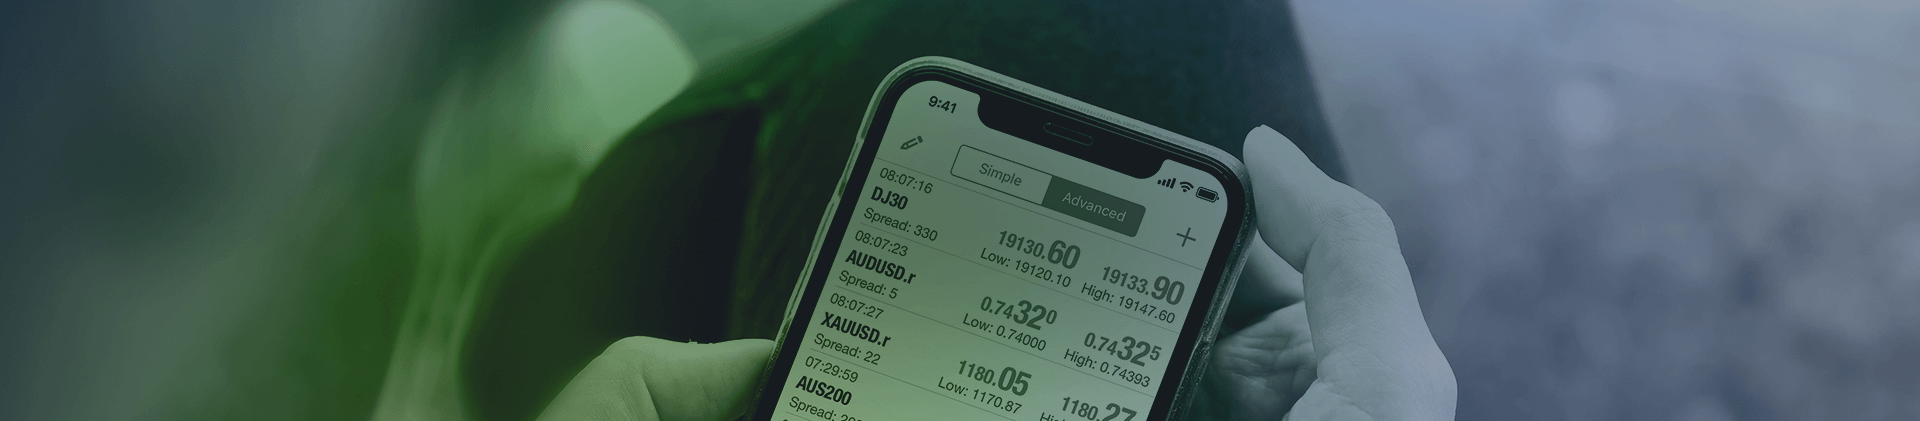 9:41
Simple Advanced
08:07:16
DJ30 19130.60 19133.90
Spread: 330 Low: 19120.10 High: 19147.60
08:07:23
AUDUSD.r 0.74320 0.74325
Spread: 5 Low: 0.74000 High: 0.74393
08:07:27
XAUUSD.r 1180.05 1180.27
Spread: 22 Low: 1170.87
07:29:59
AUS200
Spread: